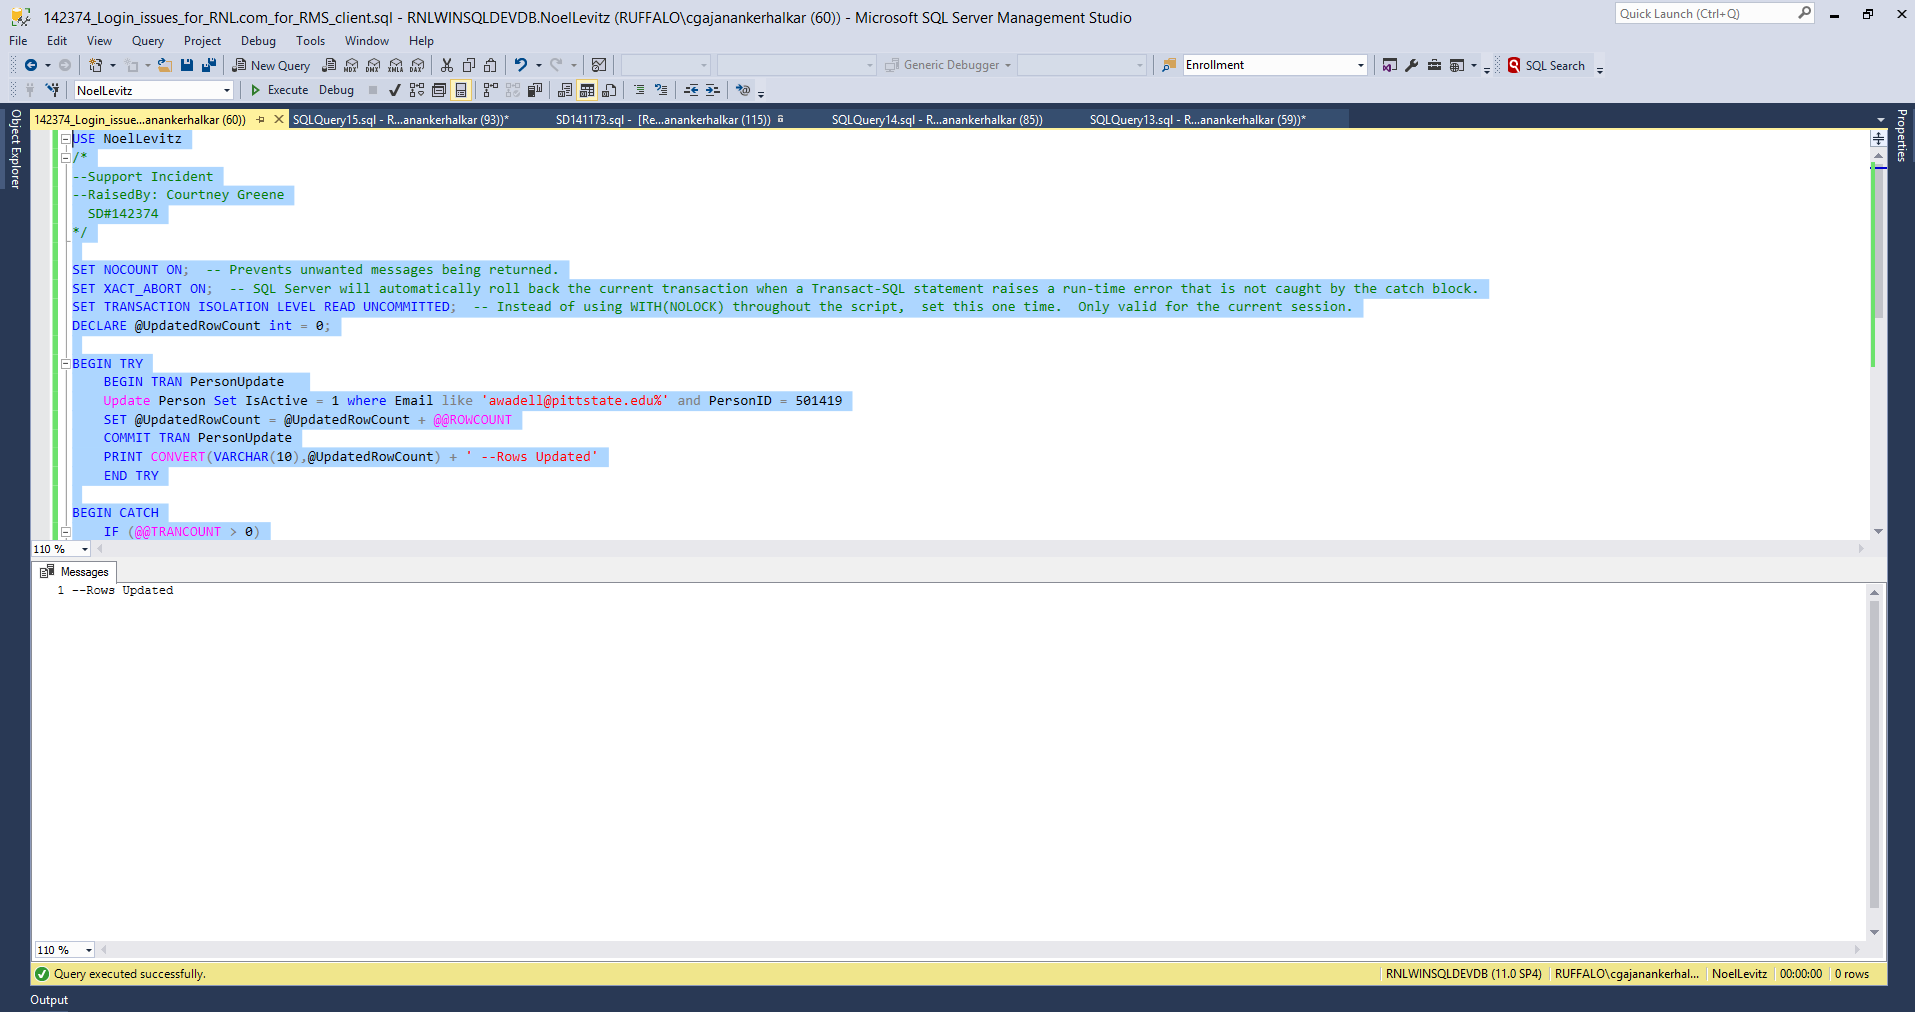 142374_Login_issues_for_RNL.com_for_RMS_client.sql - RNLWINSQLDEVDB.NoelLevitz (RUFFALO\cgajanankerhalkar (60)) - Microsoft SQL Server Management Studio
Quick Launch (Ctrl+Q)
File Edit View Query Project Debug Tools Window Help
New Query MDX DMX XMLA DAX Generic Debugger Enrollment SQL Search
NoelLevitz Execute Debug
142374_Login_issue...anankerhalkar (60)) SQLQuery15.sql - R...anankerhalkar (93))* SD141173.sql - [Re...anankerhalkar (115)) SQLQuery14.sql - R...anankerhalkar (85)) SQLQuery13.sql - R...anankerhalkar (59))*
Object Explorer
Properties
USE NoelLevitz
/*
--Support Incident
--RaisedBy: Courtney Greene
SD#142374
*/
SET NOCOUNT ON;  -- Prevents unwanted messages being returned.
SET XACT_ABORT ON;  -- SQL Server will automatically roll back the current transaction when a Transact-SQL statement raises a run-time error that is not caught by the catch block.
SET TRANSACTION ISOLATION LEVEL READ UNCOMMITTED;  -- Instead of using WITH(NOLOCK) throughout the script,  set this one time.  Only valid for the current session.
DECLARE @UpdatedRowCount int = 0;
BEGIN TRY
BEGIN TRAN PersonUpdate
Update Person Set IsActive = 1 where Email like 'awadell@pittstate.edu%' and PersonID = 501419
SET @UpdatedRowCount = @UpdatedRowCount + @@ROWCOUNT
COMMIT TRAN PersonUpdate
PRINT CONVERT(VARCHAR(10),@UpdatedRowCount) + ' --Rows Updated'
END TRY
BEGIN CATCH
IF (@@TRANCOUNT > 0)
110 %
Messages
1 --Rows Updated
110 %
Query executed successfully. RNLWINSQLDEVDB (11.0 SP4) RUFFALO\cgajanankerhal... NoelLevitz 00:00:00 0 rows
Output